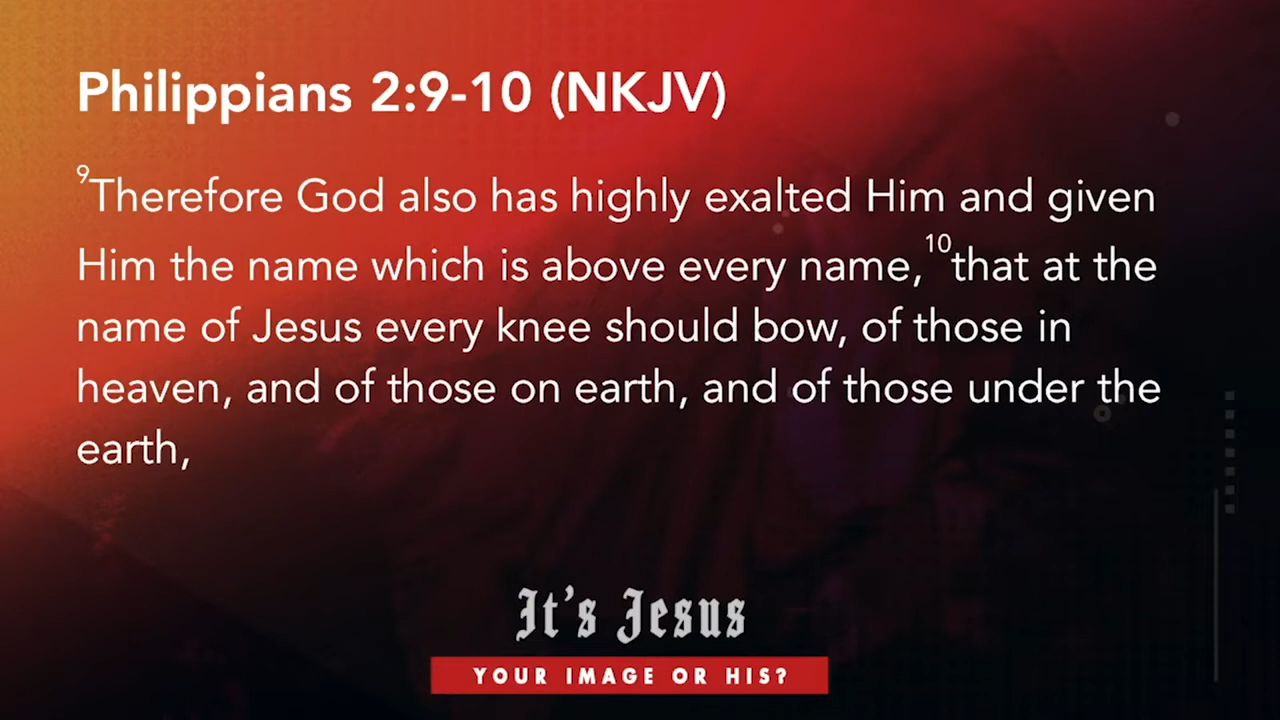 Philippians 2:9-10 (NKJV)
⁹Therefore God also has highly exalted Him and given
Him the name which is above every name, ¹⁰that at the
name of Jesus every knee should bow, of those in
heaven, and of those on earth, and of those under the
earth,
It's Jesus
YOUR IMAGE OR HIS?